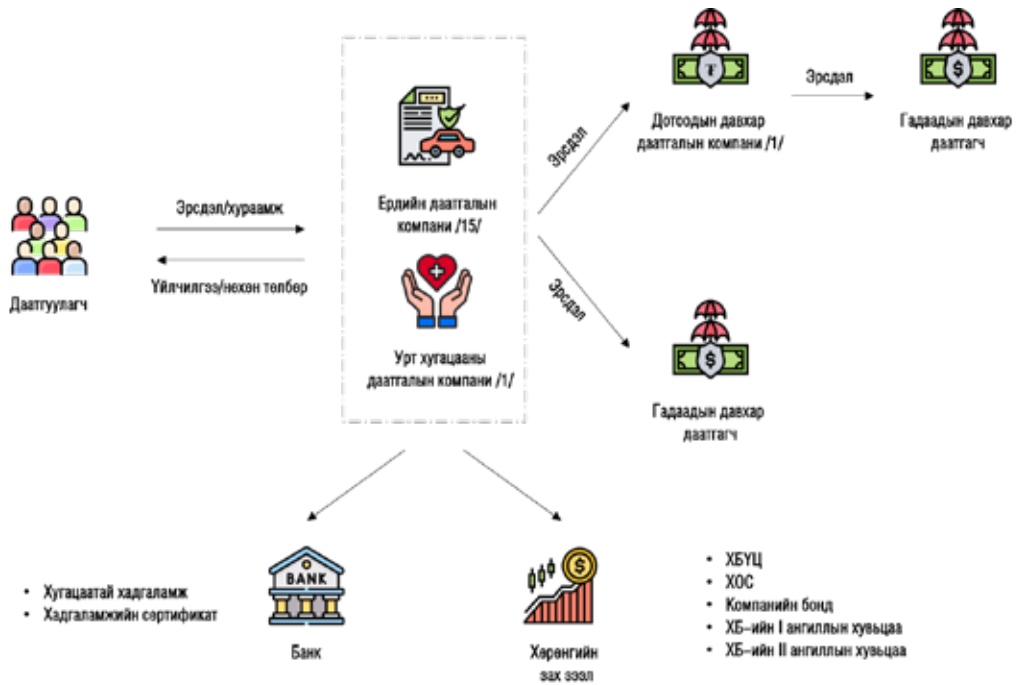 Даатгуулагч
Эрсдэл/хураамж
Үйлчилгээ/нөхөн төлбөр
Ердийн даатгалын
компани /15/
Урт хугацааны
даатгалын компани /1/
Эрсдэл
Эрсдэл
₮
Дотоодын давхар
даатгалын компани /1/
Эрсдэл
$
Гадаадын давхар
даатгагч
$
Гадаадын давхар
даатгагч
• Хугацаатай хадгаламж
• Хадгаламжийн сертификат
BANK
Банк
$
Хөрөнгийн
зах зээл
• ХБҮЦ
• ХОС
• Компанийн бонд
• ХБ–ийн I ангиллын хувьцаа
• ХБ–ийн II ангиллын хувьцаа